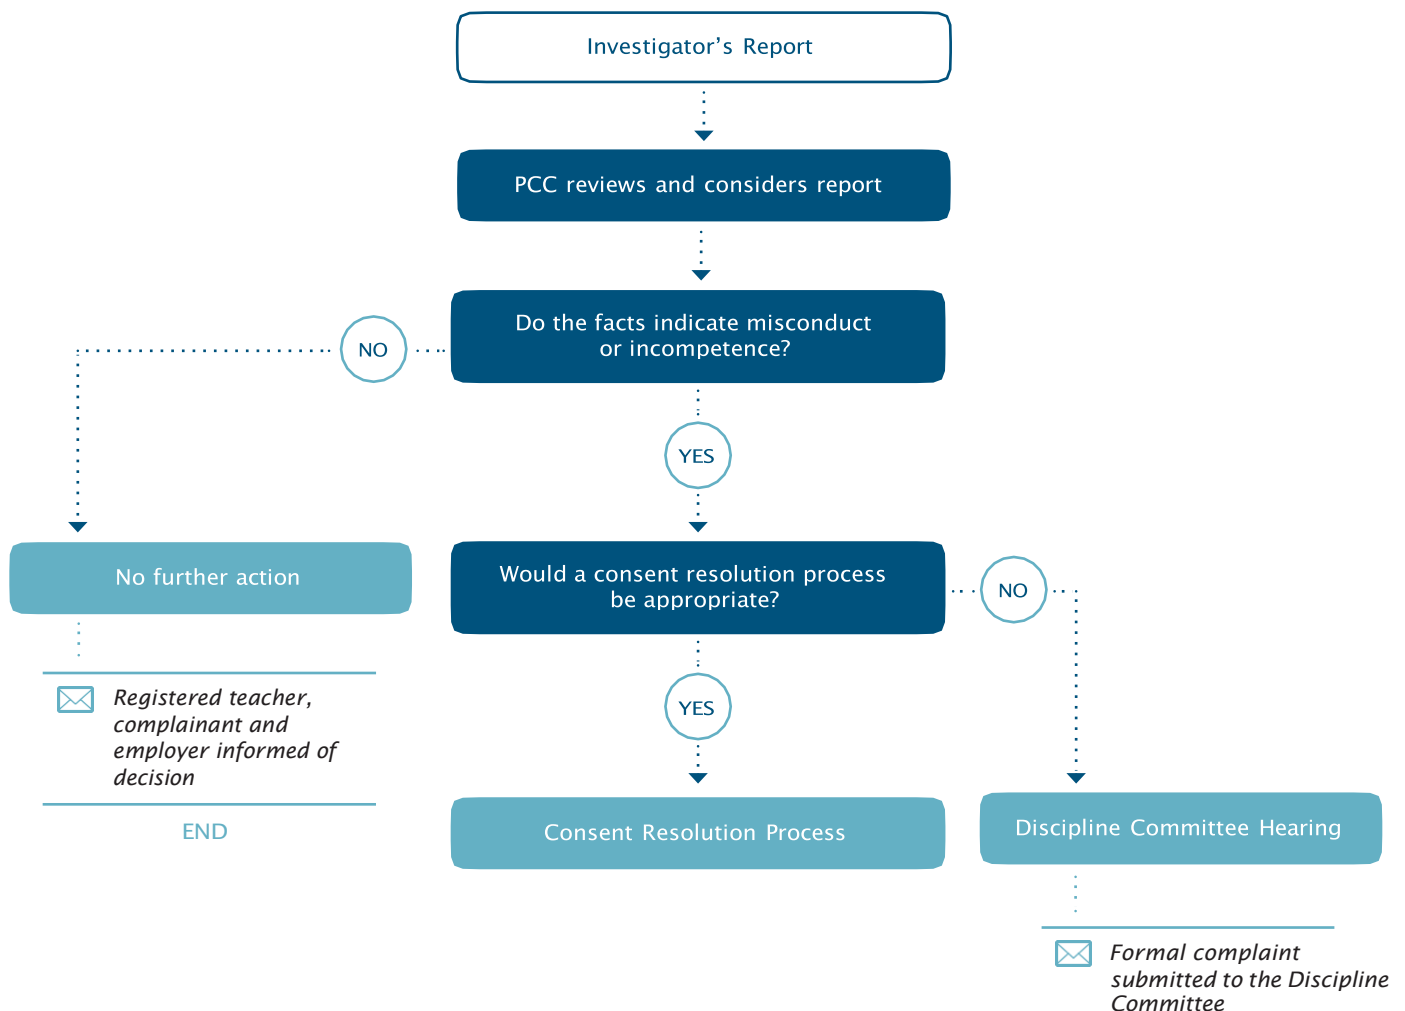 Investigator’s Report
PCC reviews and considers report
Do the facts indicate misconduct
or incompetence?
NO
YES
No further action
Would a consent resolution process
be appropriate?
NO
Registered teacher,
complainant and
employer informed of
decision
END
YES
Consent Resolution Process
Discipline Committee Hearing
Formal complaint
submitted to the Discipline
Committee